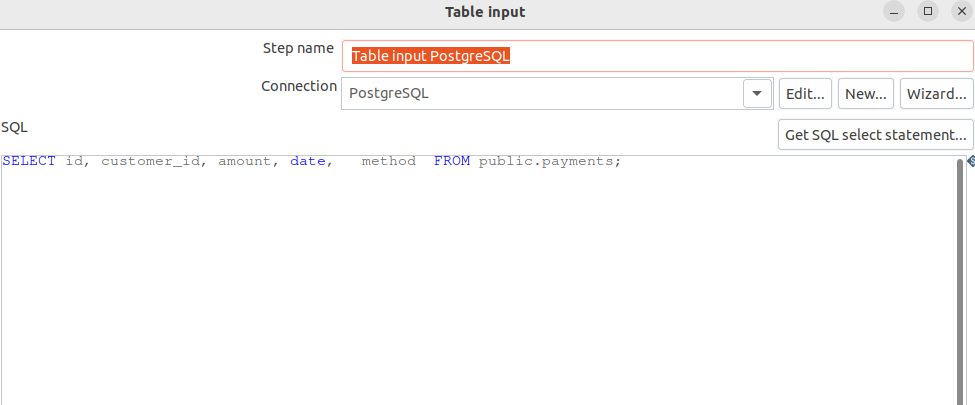 Table input
Step name Table input PostgreSQL
Connection PostgreSQL Edit... New... Wizard...
SQL
Get SQL select statement...
SELECT id, customer_id, amount, date,   method  FROM public.payments;